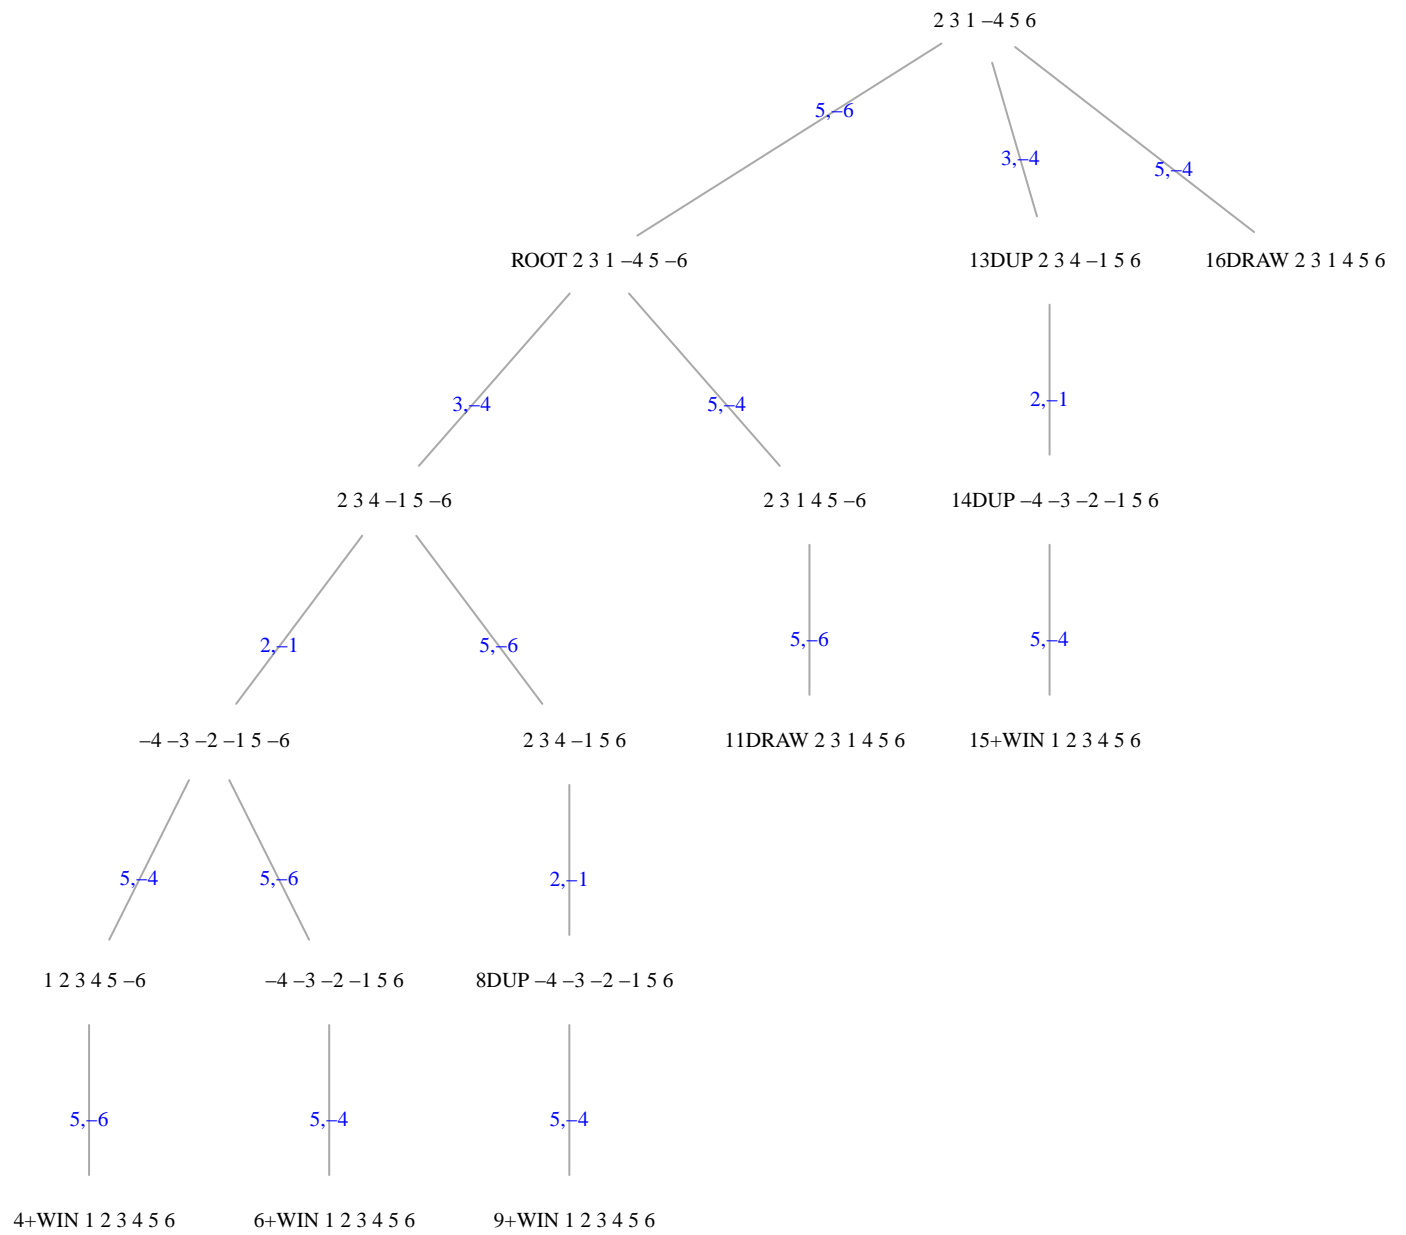 2 3 1 –4 5 6
5,–6
3,–4
5,–4
ROOT 2 3 1 –4 5 –6
13DUP 2 3 4 –1 5 6
16DRAW 2 3 1 4 5 6
3,–4
5,–4
2,–1
2 3 4 –1 5 –6
2 3 1 4 5 –6
14DUP –4 –3 –2 –1 5 6
2,–1
5,–6
5,–6
5,–4
–4 –3 –2 –1 5 –6
2 3 4 –1 5 6
11DRAW 2 3 1 4 5 6
15+WIN 1 2 3 4 5 6
5,–4
5,–6
2,–1
1 2 3 4 5 –6
–4 –3 –2 –1 5 6
8DUP –4 –3 –2 –1 5 6
5,–6
5,–4
5,–4
4+WIN 1 2 3 4 5 6
6+WIN 1 2 3 4 5 6
9+WIN 1 2 3 4 5 6